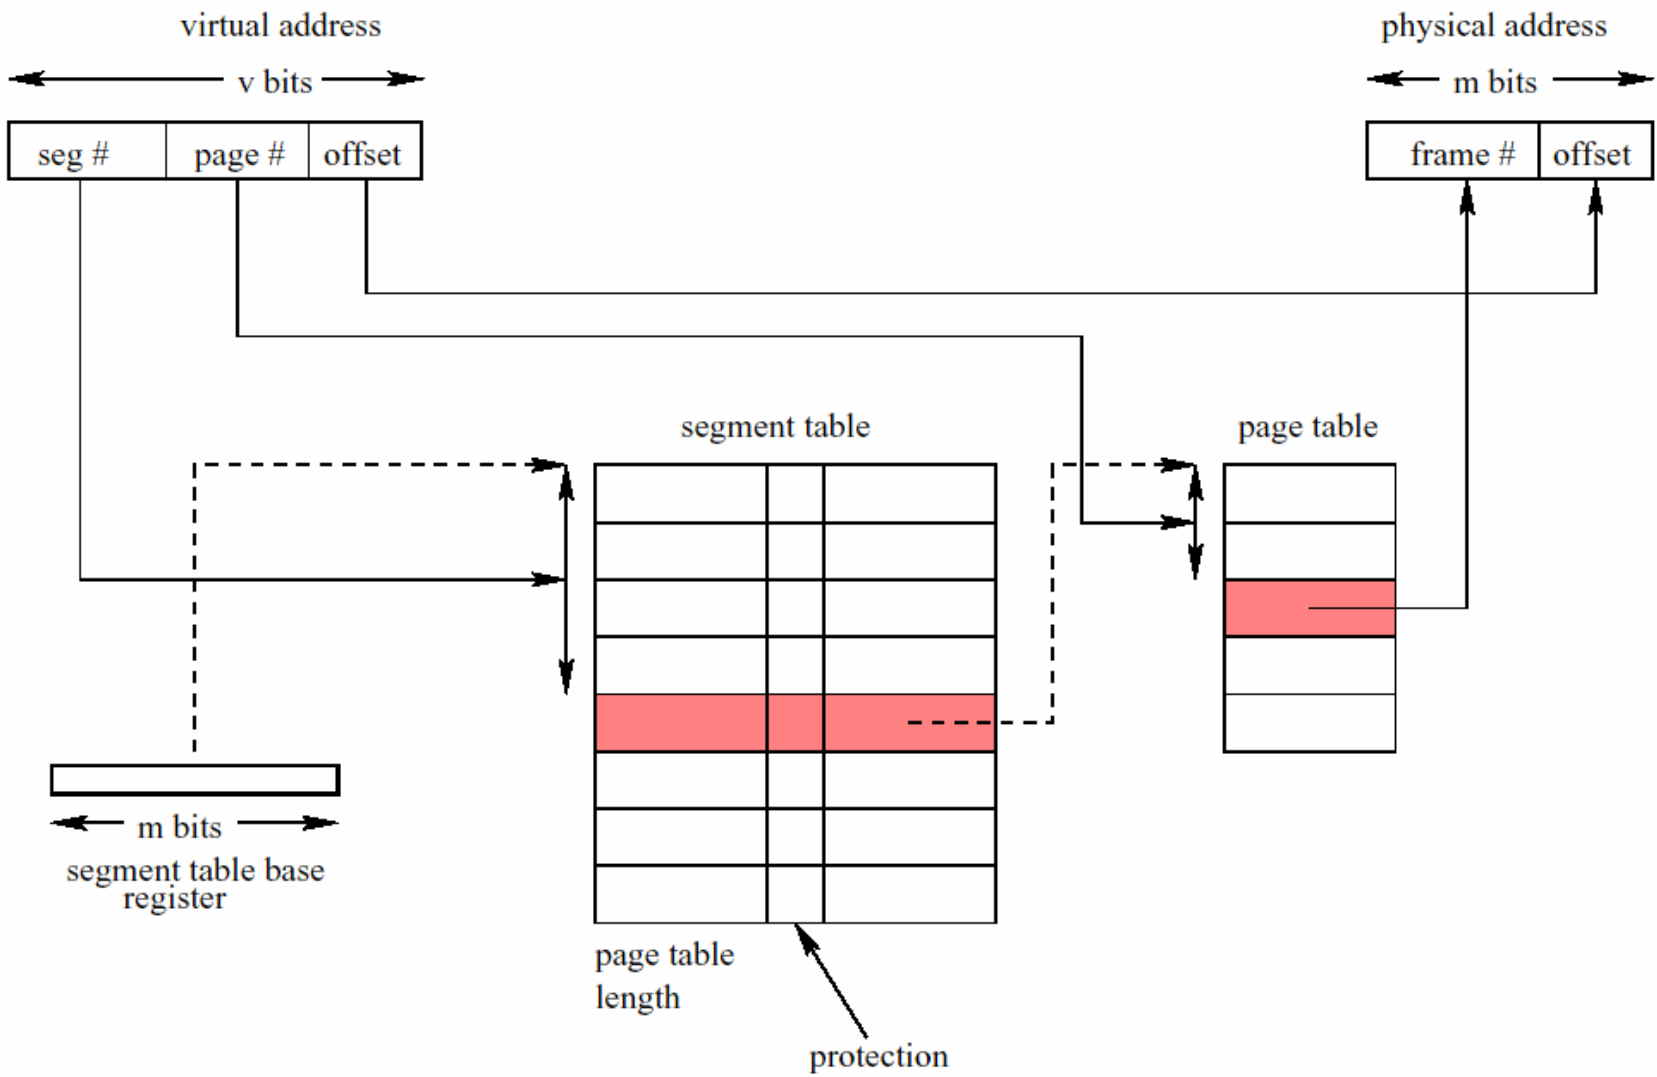 virtual address
physical address
v bits
m bits
seg #
page #
offset
frame #
offset
segment table
page table
m bits
segment table base
register
page table
length
protection